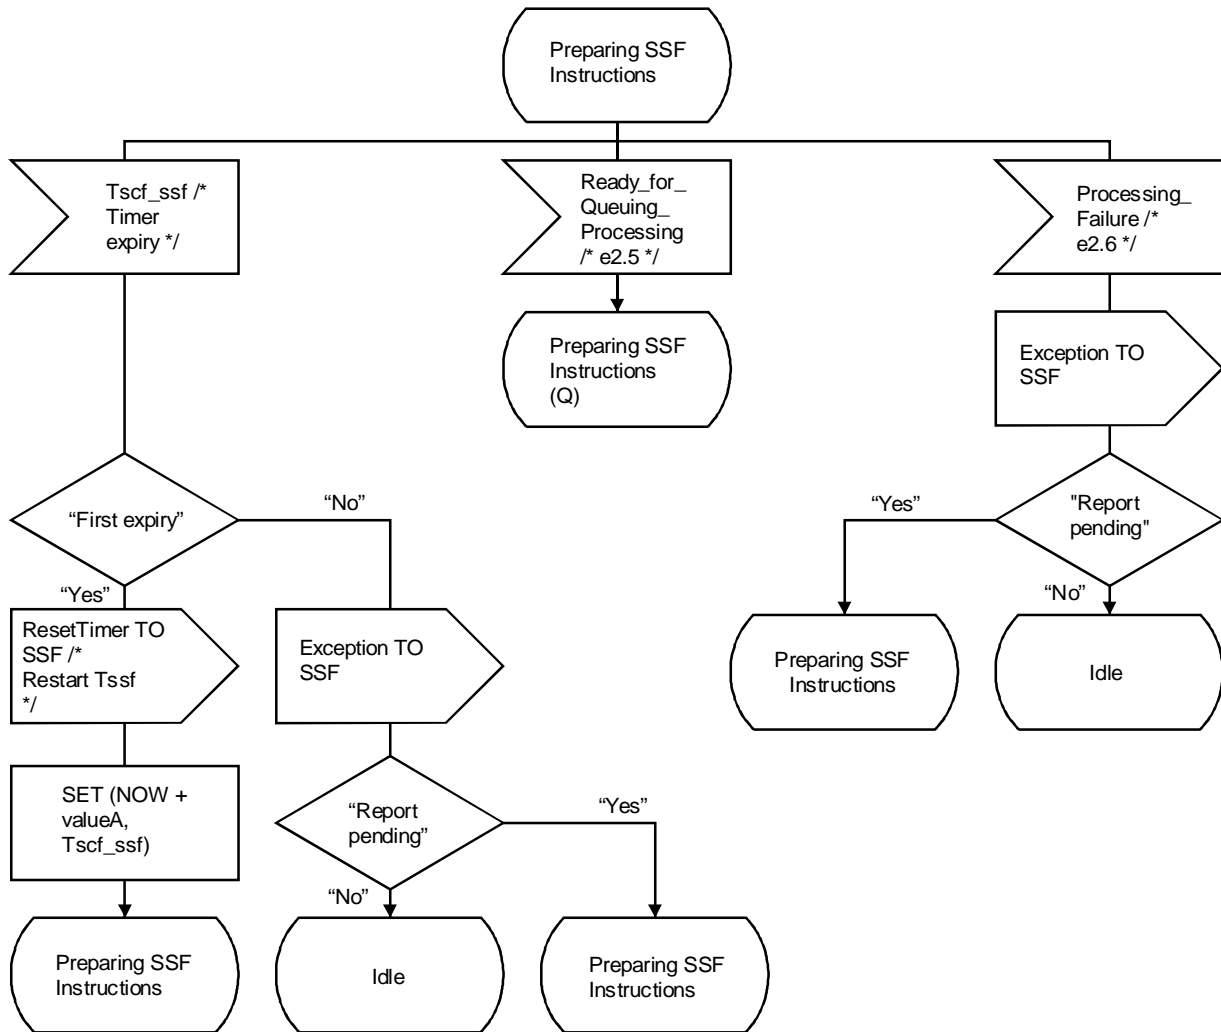 Preparing SSF
Instructions
Tscf_ssf /*
Timer
expiry */
Ready_for_
Queuing_
Processing
/* e2.5 */
Processing_
Failure /*
e2.6 */
Preparing SSF
Instructions
(Q)
Exception TO
SSF
“First expiry”
“No”
“Yes”
"Report
pending"
“Yes”
“No”
ResetTimer TO
SSF /*
Restart Tssf
*/
Exception TO
SSF
Preparing SSF
Instructions
Idle
SET (NOW +
valueA,
Tscf_ssf)
“Report
pending”
“Yes”
“No”
Preparing SSF
Instructions
Idle
Preparing SSF
Instructions